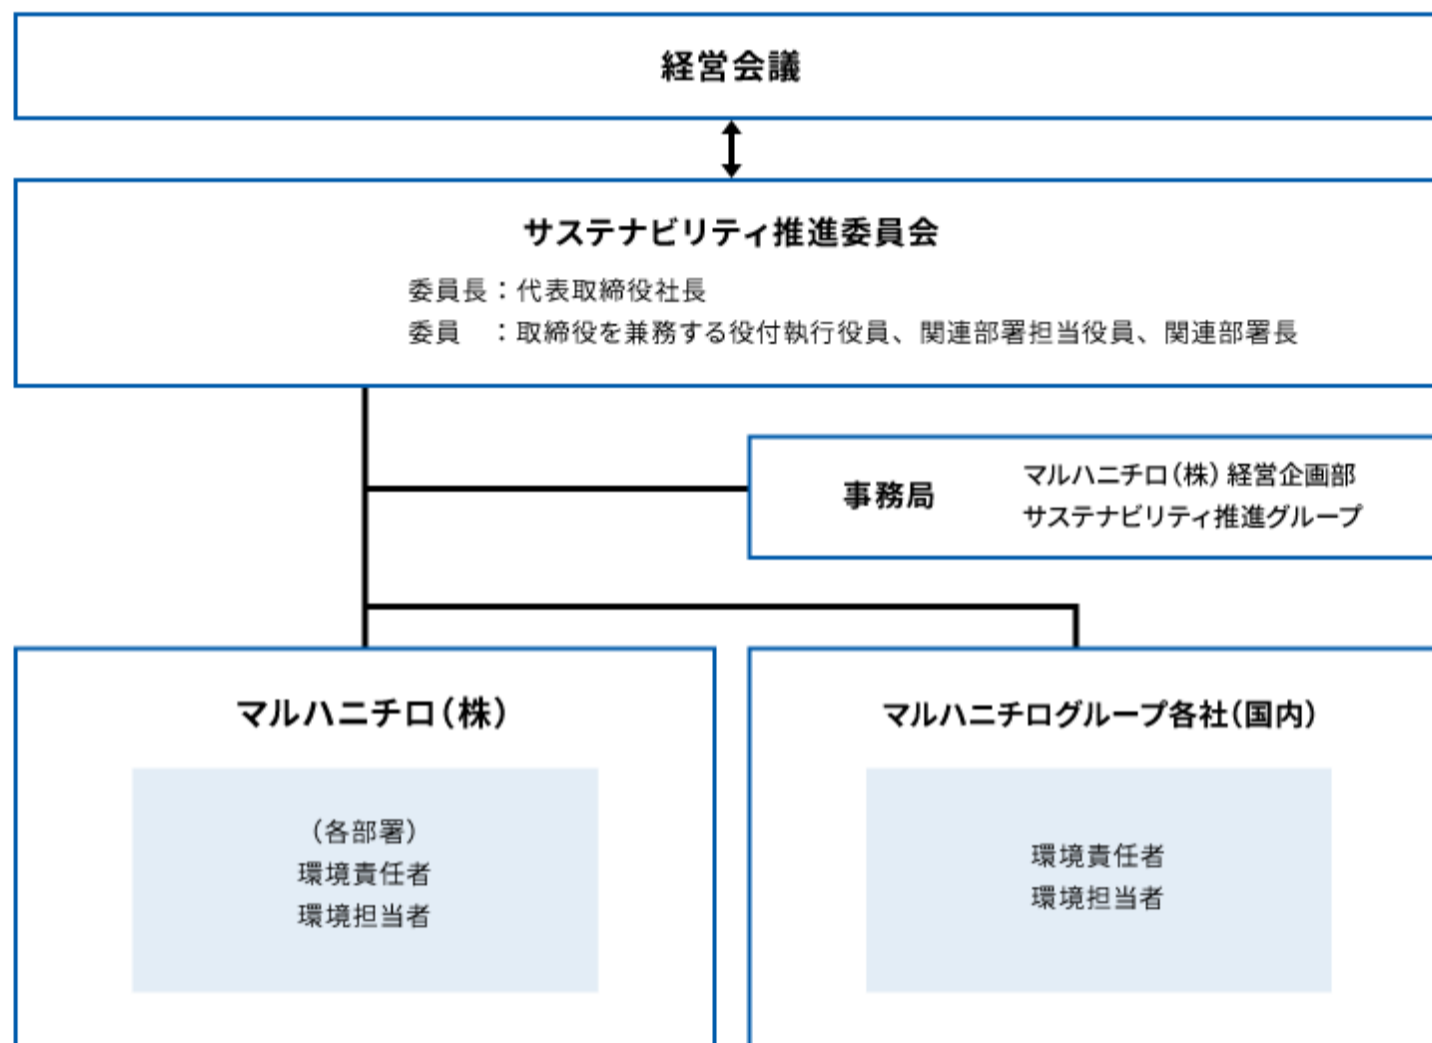 経営会議
サステナビリティ推進委員会
委員長：代表取締役社長
委員　：取締役を兼務する役付執行役員、関連部署担当役員、関連部署長
事務局
マルハニチロ（株）経営企画部
サステナビリティ推進グループ
マルハニチロ（株）
（各部署）
環境責任者
環境担当者
マルハニチログループ各社（国内）
環境責任者
環境担当者